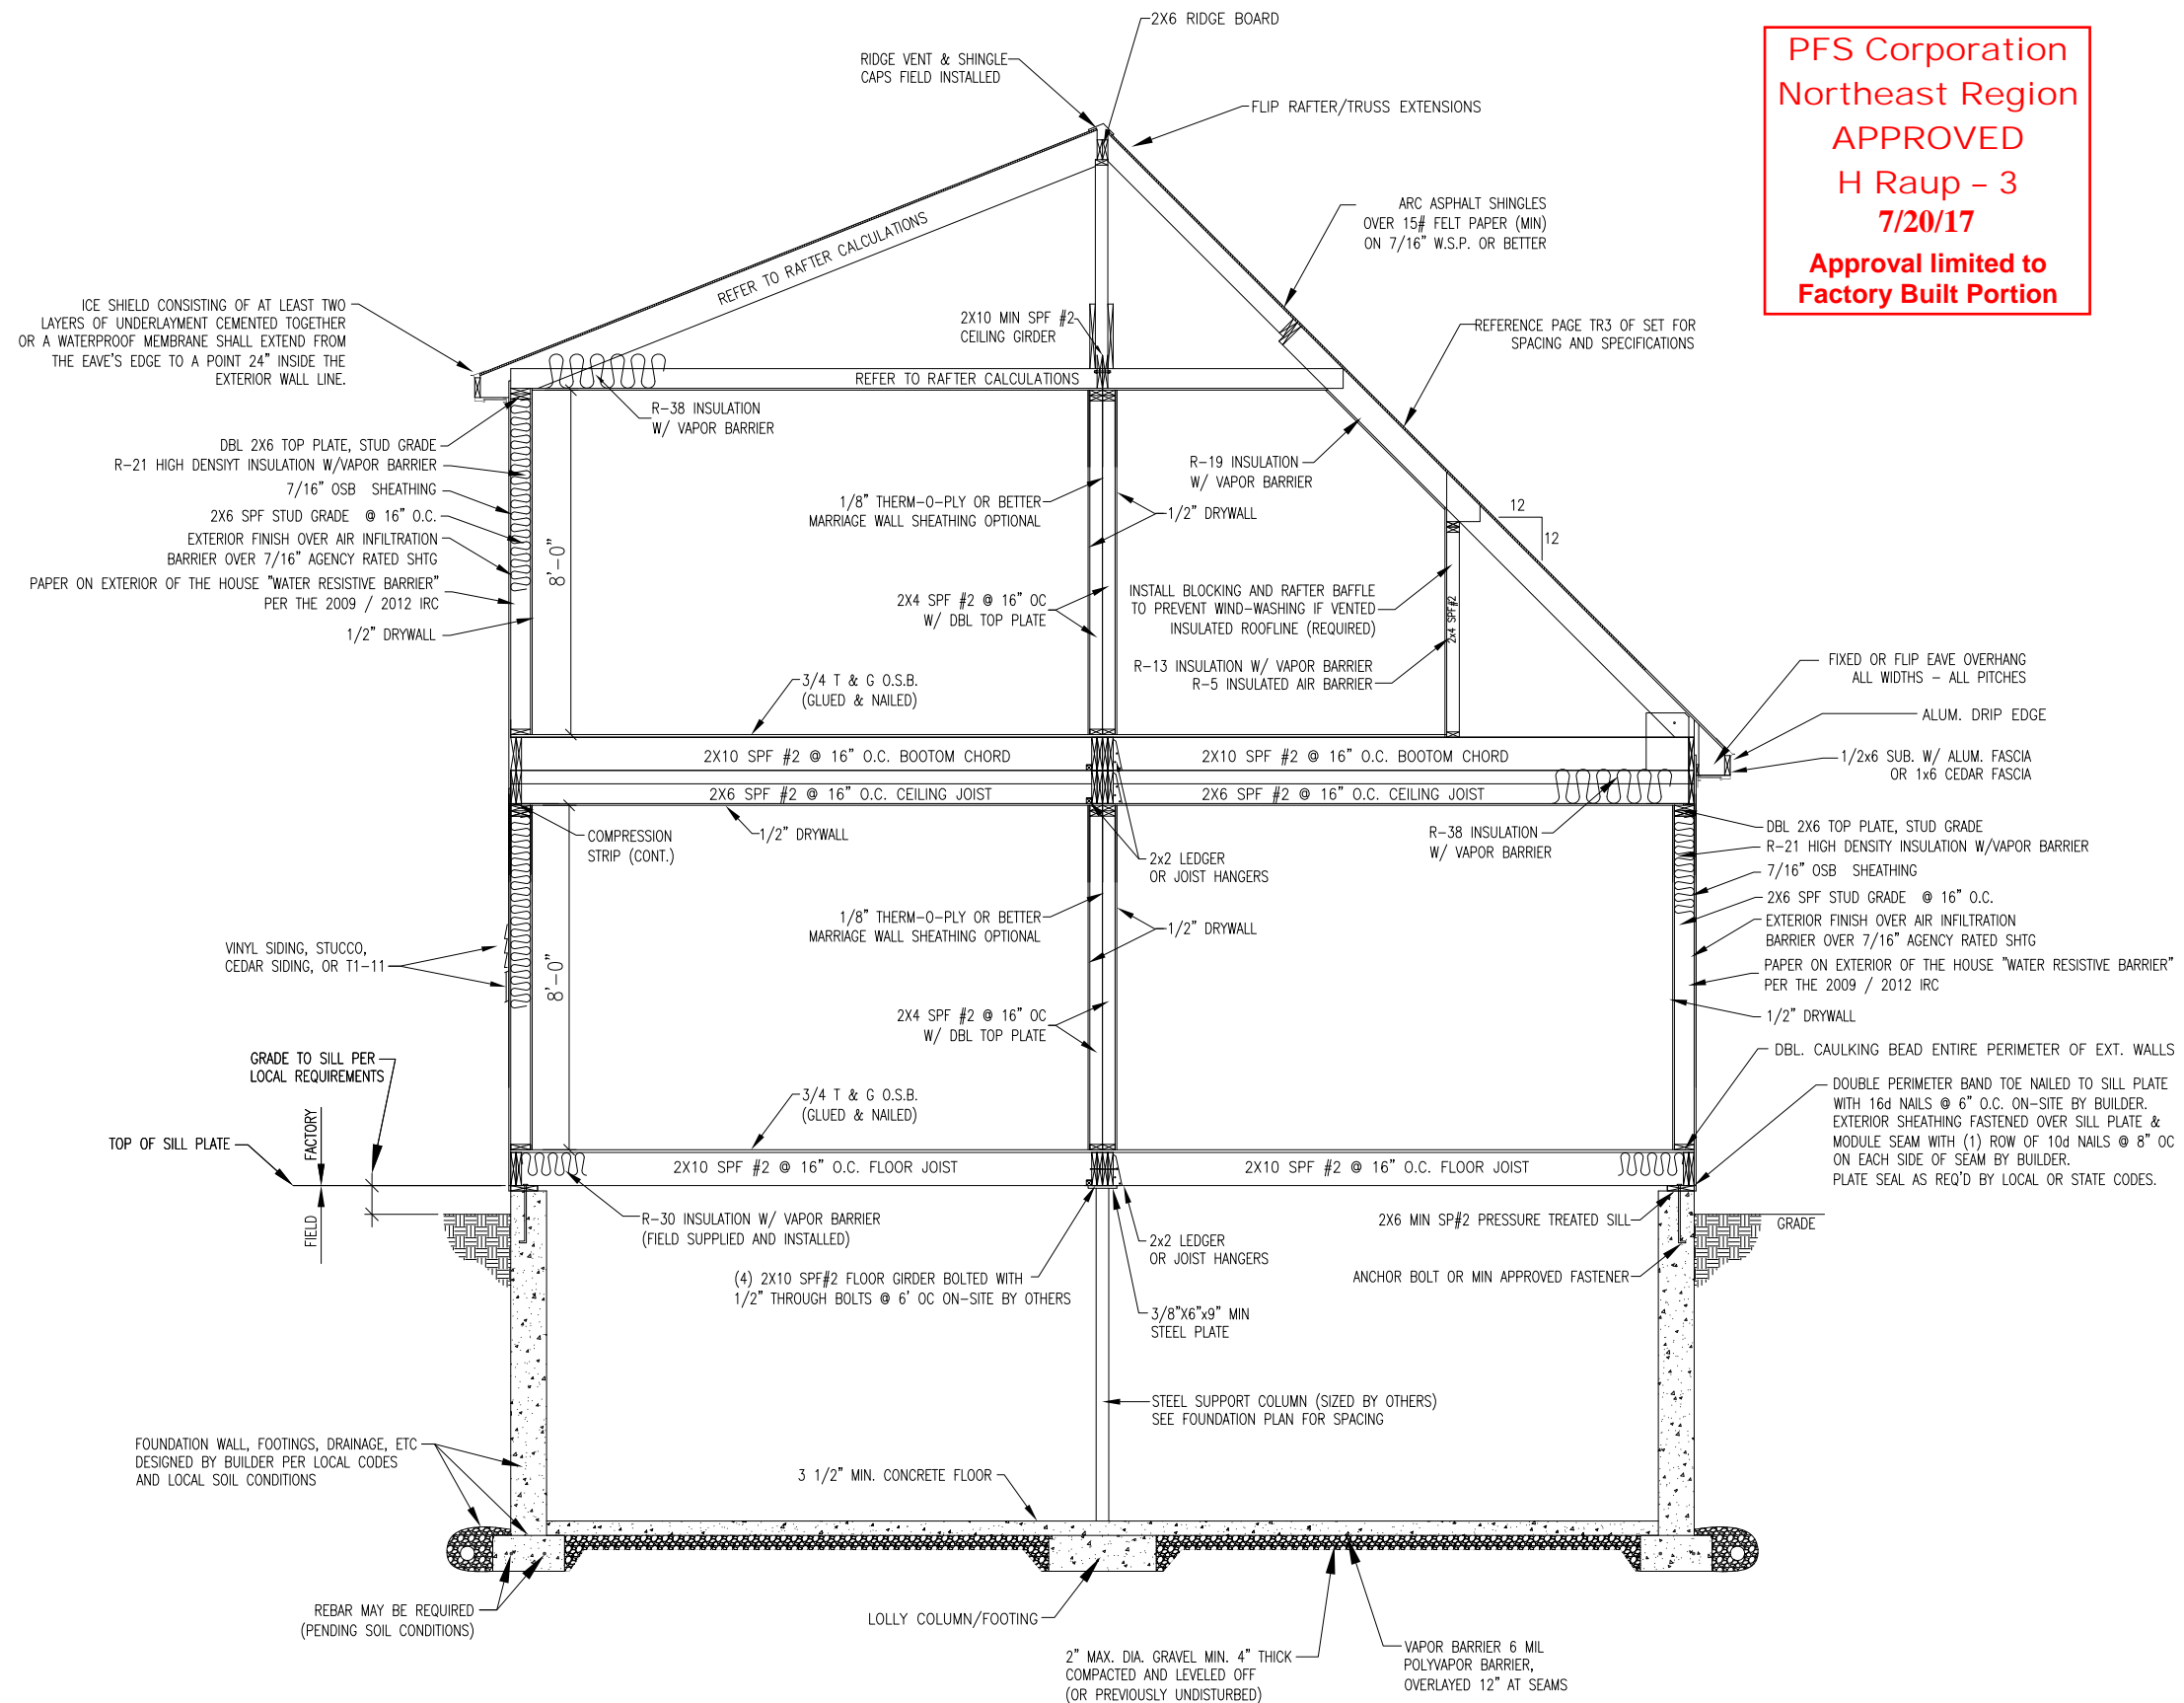 2X6 RIDGE BOARD
RIDGE VENT & SHINGLE
CAPS FIELD INSTALLED
FLIP RAFTER/TRUSS EXTENSIONS
PFS Corporation
Northeast Region
APPROVED
H Raup – 3
7/20/17
Approval limited to
Factory Built Portion
ARC ASPHALT SHINGLES
OVER 15# FELT PAPER (MIN)
ON 7/16" W.S.P. OR BETTER
REFER TO RAFTER CALCULATIONS
ICE SHIELD CONSISTING OF AT LEAST TWO
LAYERS OF UNDERLAYMENT CEMENTED TOGETHER
OR A WATERPROOF MEMBRANE SHALL EXTEND FROM
THE EAVE'S EDGE TO A POINT 24" INSIDE THE
EXTERIOR WALL LINE.
2X10 MIN SPF #2
CEILING GIRDER
REFERENCE PAGE TR3 OF SET FOR
SPACING AND SPECIFICATIONS
REFER TO RAFTER CALCULATIONS
R-38 INSULATION
W/ VAPOR BARRIER
DBL 2X6 TOP PLATE, STUD GRADE
R-21 HIGH DENSIYT INSULATION W/VAPOR BARRIER
7/16" OSB SHEATHING
2X6 SPF STUD GRADE @ 16" O.C.
EXTERIOR FINISH OVER AIR INFILTRATION
BARRIER OVER 7/16" AGENCY RATED SHTG
PAPER ON EXTERIOR OF THE HOUSE "WATER RESISTIVE BARRIER"
PER THE 2009 / 2012 IRC
1/2" DRYWALL
8'-0"
R-19 INSULATION
W/ VAPOR BARRIER
1/8" THERM-O-PLY OR BETTER
MARRIAGE WALL SHEATHING OPTIONAL
1/2" DRYWALL
12
12
2X4 SPF #2 @ 16" OC
W/ DBL TOP PLATE
INSTALL BLOCKING AND RAFTER BAFFLE
TO PREVENT WIND-WASHING IF VENTED
INSULATED ROOFLINE (REQUIRED)
2x4 SPF#2
R-13 INSULATION W/ VAPOR BARRIER
R-5 INSULATED AIR BARRIER
3/4 T & G O.S.B.
(GLUED & NAILED)
FIXED OR FLIP EAVE OVERHANG
ALL WIDTHS - ALL PITCHES
ALUM. DRIP EDGE
1/2x6 SUB. W/ ALUM. FASCIA
OR 1x6 CEDAR FASCIA
2X10 SPF #2 @ 16" O.C. BOOTOM CHORD
2X10 SPF #2 @ 16" O.C. BOOTOM CHORD
2X6 SPF #2 @ 16" O.C. CEILING JOIST
2X6 SPF #2 @ 16" O.C. CEILING JOIST
COMPRESSION
STRIP (CONT.)
1/2" DRYWALL
2x2 LEDGER
OR JOIST HANGERS
R-38 INSULATION
W/ VAPOR BARRIER
DBL 2X6 TOP PLATE, STUD GRADE
R-21 HIGH DENSITY INSULATION W/VAPOR BARRIER
7/16" OSB SHEATHING
2X6 SPF STUD GRADE @ 16" O.C.
EXTERIOR FINISH OVER AIR INFILTRATION
BARRIER OVER 7/16" AGENCY RATED SHTG
PAPER ON EXTERIOR OF THE HOUSE "WATER RESISTIVE BARRIER"
PER THE 2009 / 2012 IRC
1/2" DRYWALL
1/8" THERM-O-PLY OR BETTER
MARRIAGE WALL SHEATHING OPTIONAL
1/2" DRYWALL
VINYL SIDING, STUCCO,
CEDAR SIDING, OR T1-11
8'-0"
2X4 SPF #2 @ 16" OC
W/ DBL TOP PLATE
GRADE TO SILL PER
LOCAL REQUIREMENTS
3/4 T & G O.S.B.
(GLUED & NAILED)
DBL. CAULKING BEAD ENTIRE PERIMETER OF EXT. WALLS
DOUBLE PERIMETER BAND TOE NAILED TO SILL PLATE
WITH 16d NAILS @ 6" O.C. ON-SITE BY BUILDER.
EXTERIOR SHEATHING FASTENED OVER SILL PLATE &
MODULE SEAM WITH (1) ROW OF 10d NAILS @ 8" OC
ON EACH SIDE OF SEAM BY BUILDER.
PLATE SEAL AS REQ'D BY LOCAL OR STATE CODES.
TOP OF SILL PLATE
FACTORY
FIELD
2X10 SPF #2 @ 16" O.C. FLOOR JOIST
2X10 SPF #2 @ 16" O.C. FLOOR JOIST
R-30 INSULATION W/ VAPOR BARRIER
(FIELD SUPPLIED AND INSTALLED)
2X6 MIN SP#2 PRESSURE TREATED SILL
GRADE
2x2 LEDGER
OR JOIST HANGERS
(4) 2X10 SPF#2 FLOOR GIRDER BOLTED WITH
1/2" THROUGH BOLTS @ 6' OC ON-SITE BY OTHERS
ANCHOR BOLT OR MIN APPROVED FASTENER
3/8"X6"x9" MIN
STEEL PLATE
STEEL SUPPORT COLUMN (SIZED BY OTHERS)
SEE FOUNDATION PLAN FOR SPACING
FOUNDATION WALL, FOOTINGS, DRAINAGE, ETC
DESIGNED BY BUILDER PER LOCAL CODES
AND LOCAL SOIL CONDITIONS
3 1/2" MIN. CONCRETE FLOOR
REBAR MAY BE REQUIRED
(PENDING SOIL CONDITIONS)
LOLLY COLUMN/FOOTING
2" MAX. DIA. GRAVEL MIN. 4" THICK
COMPACTED AND LEVELED OFF
(OR PREVIOUSLY UNDISTURBED)
VAPOR BARRIER 6 MIL
POLYVAPOR BARRIER,
OVERLAYED 12" AT SEAMS